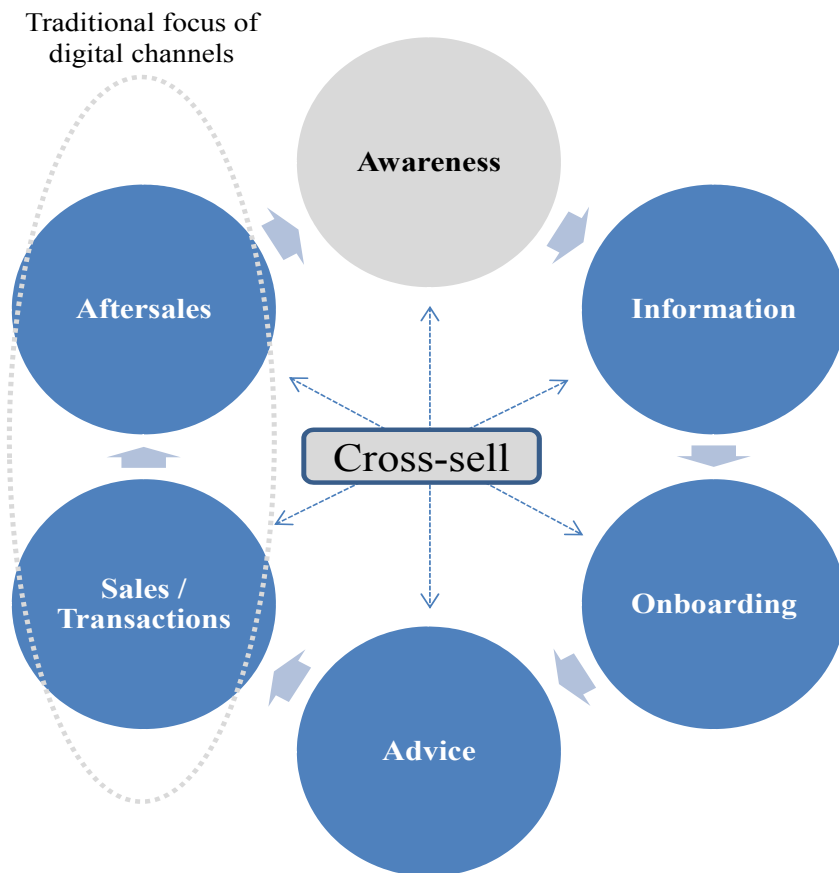 Traditional focus of
digital channels
Awareness
Aftersales
Information
Cross-sell
Sales /
Transactions
Onboarding
Advice